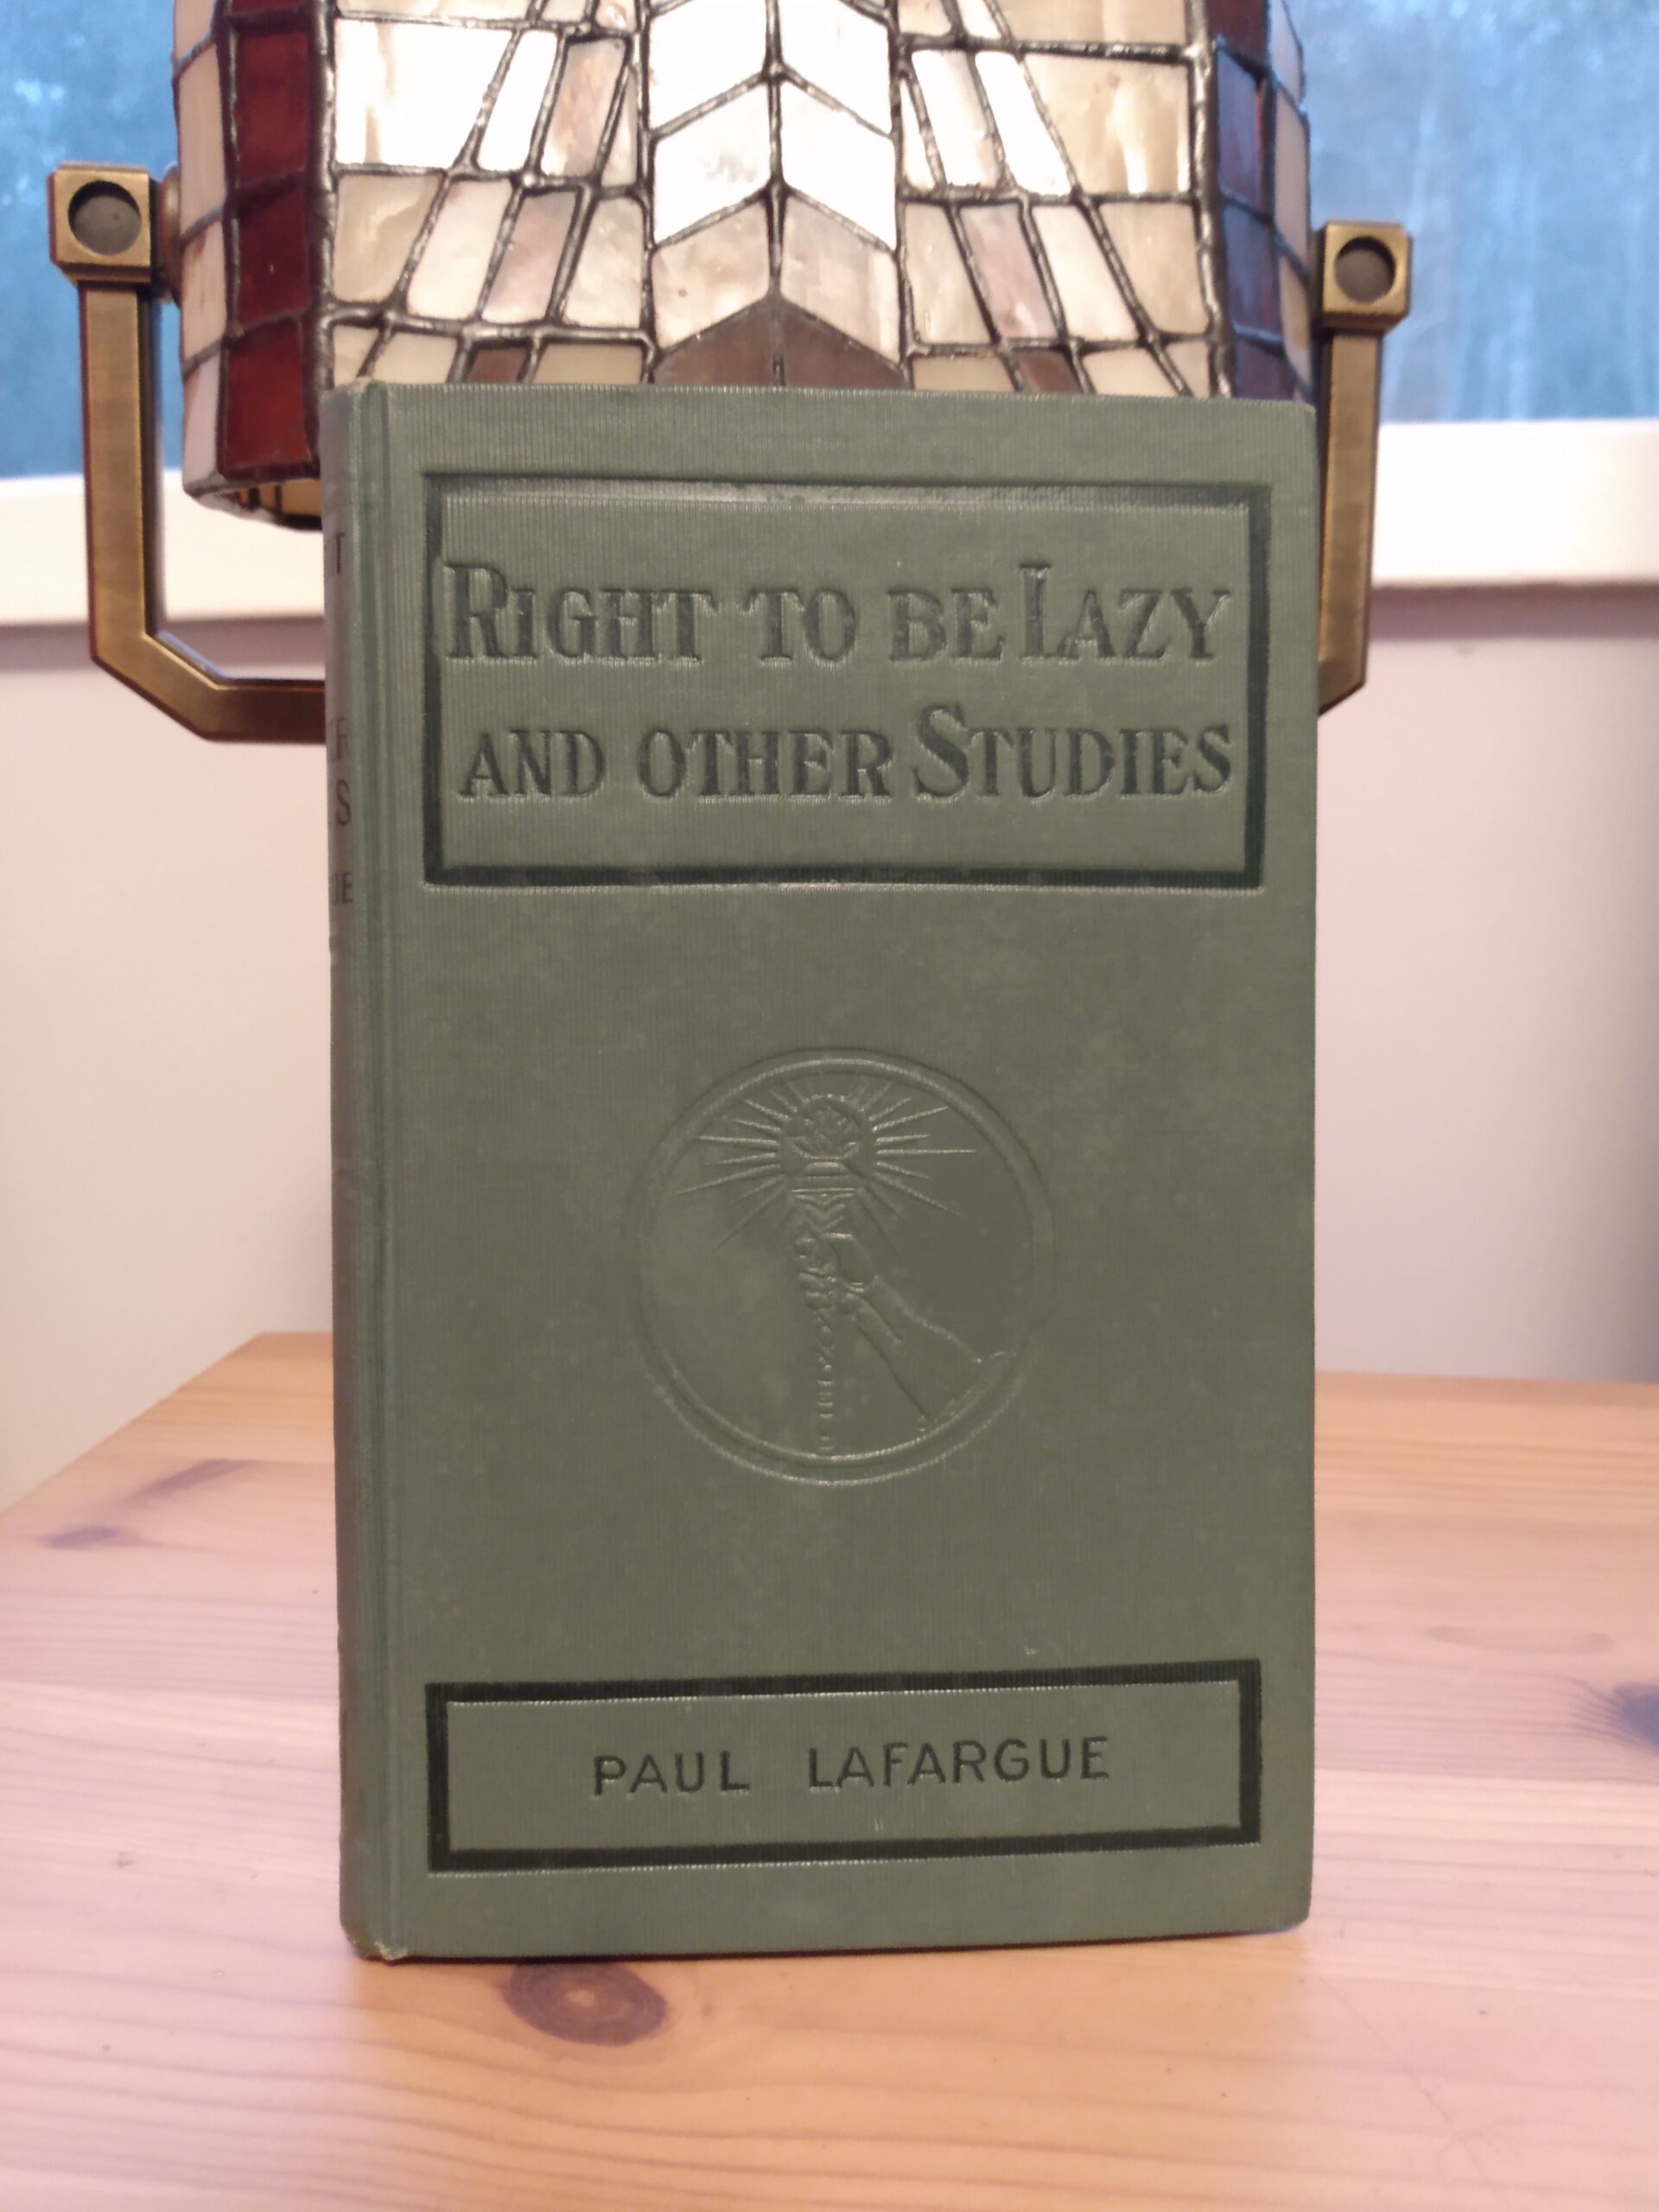 RIGHT TO BE LAZY
AND OTHER STUDIES
PAUL LAFARGUE